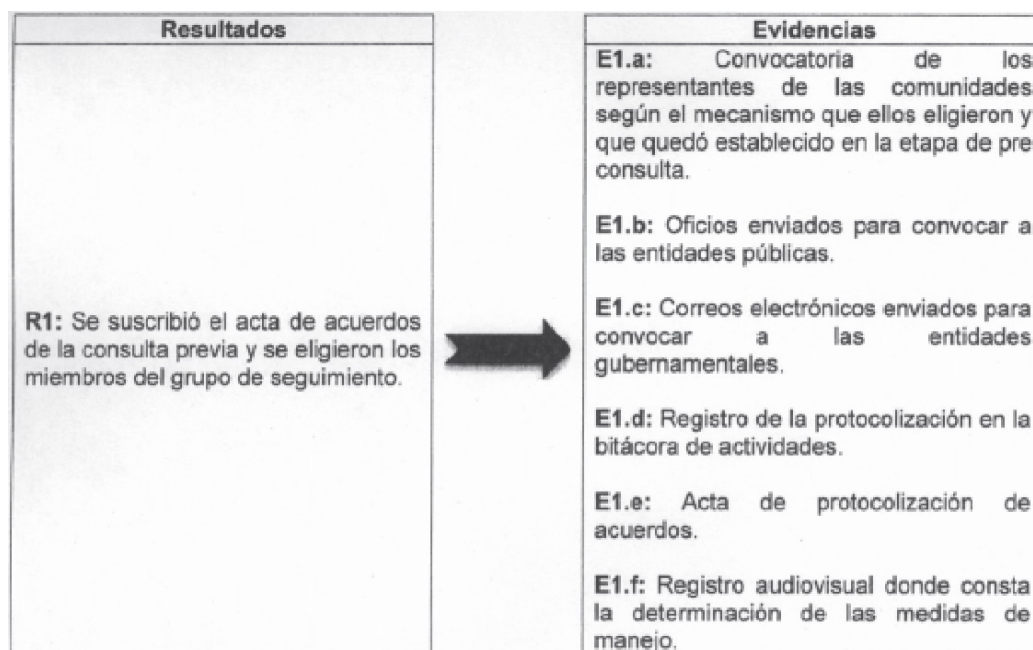 Resultados
R1: Se suscribió el acta de acuerdos
de la consulta previa y se eligieron los
miembros del grupo de seguimiento.
Evidencias
E1.a: Convocatoria de los
representantes de las comunidades
según el mecanismo que ellos eligieron y
que quedó establecido en la etapa de pre
consulta.
E1.b: Oficios enviados para convocar a
las entidades públicas.
E1.c: Correos electrónicos enviados para
convocar a las entidades
gubernamentales.
E1.d: Registro de la protocolización en la
bitácora de actividades.
E1.e: Acta de protocolización de
acuerdos.
E1.f: Registro audiovisual donde consta
la determinación de las medidas de
manejo.